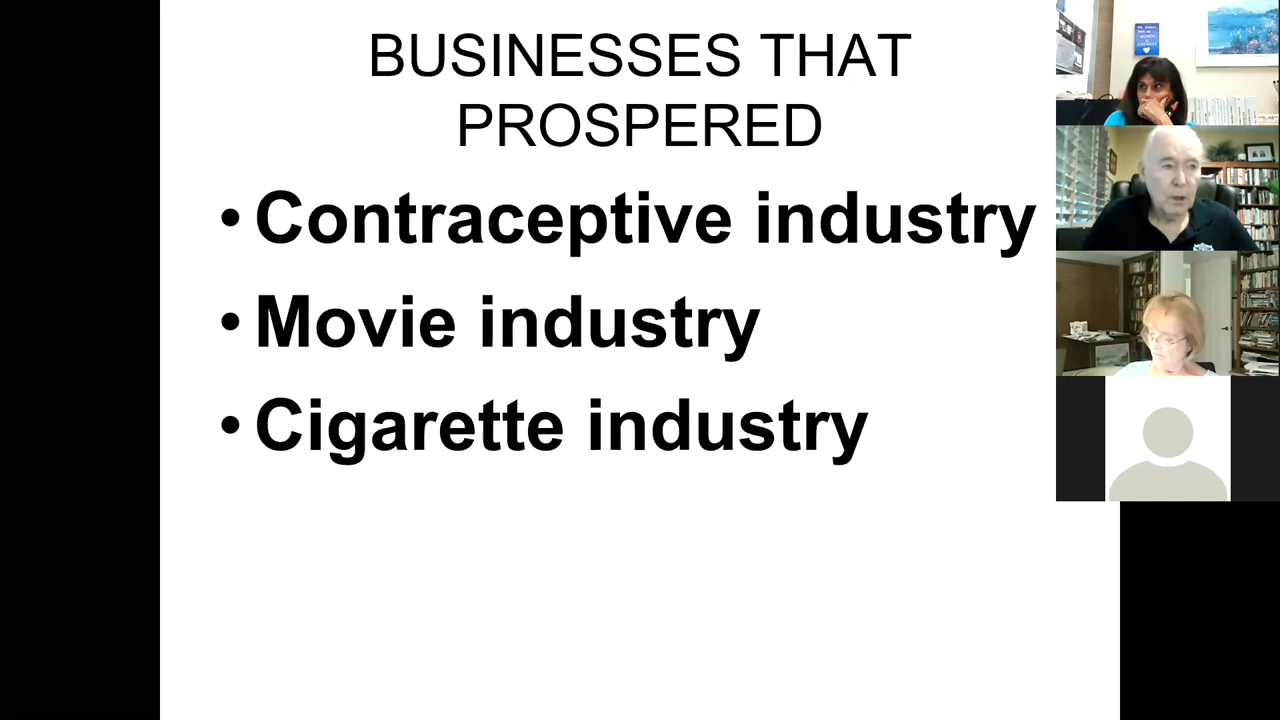 BUSINESSES THAT
PROSPERED
• Contraceptive industry
• Movie industry
• Cigarette industry